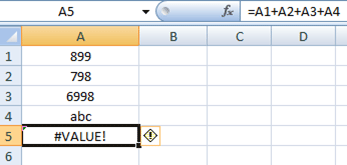 A5 fx =A1+A2+A3+A4
A B C D
1 899
2 798
3 6998
4 abc
5 #VALUE!
6